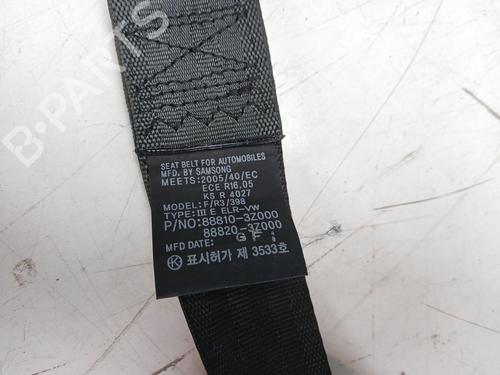 B-PARTS
SEAT BELT FOR AUTOMOBILES
MFD. BY SAMSONG
MEETS: 2005/40/EC
ECE R16.05
KS R 4027
MODEL: F/R3/398
TYPE: III E ELR-VW
P/NO: 88810-3Z000
88820-3Z000
MFD DATE: G F
표시허가 제 3533호